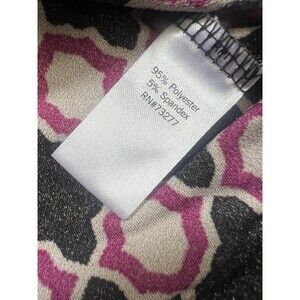 95% Polyester
5% Spandex
RN#73277